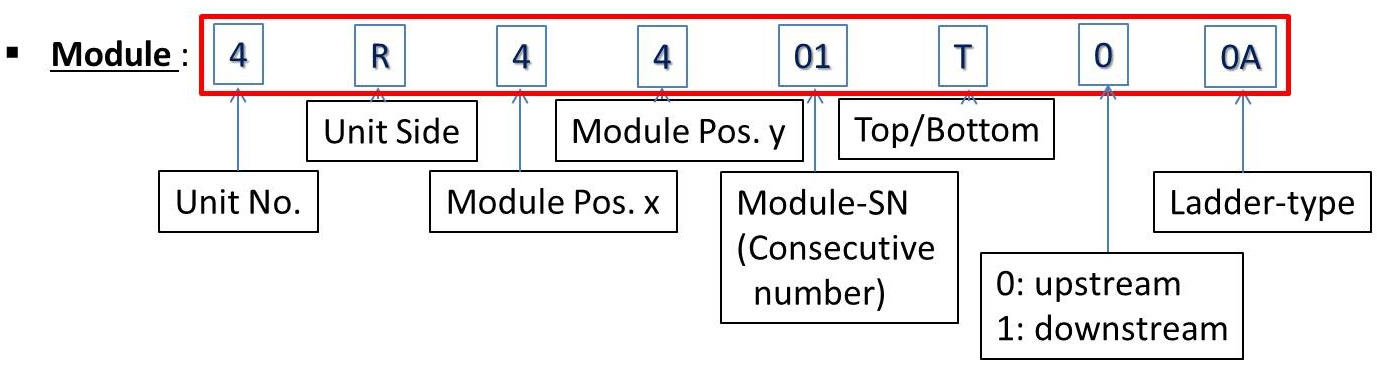 ▪ Module : 4 R 4 4 01 T 0 0A
Unit Side
Module Pos. y
Top/Bottom
Unit No.
Module Pos. x
Module-SN
(Consecutive
number)
Ladder-type
0: upstream
1: downstream